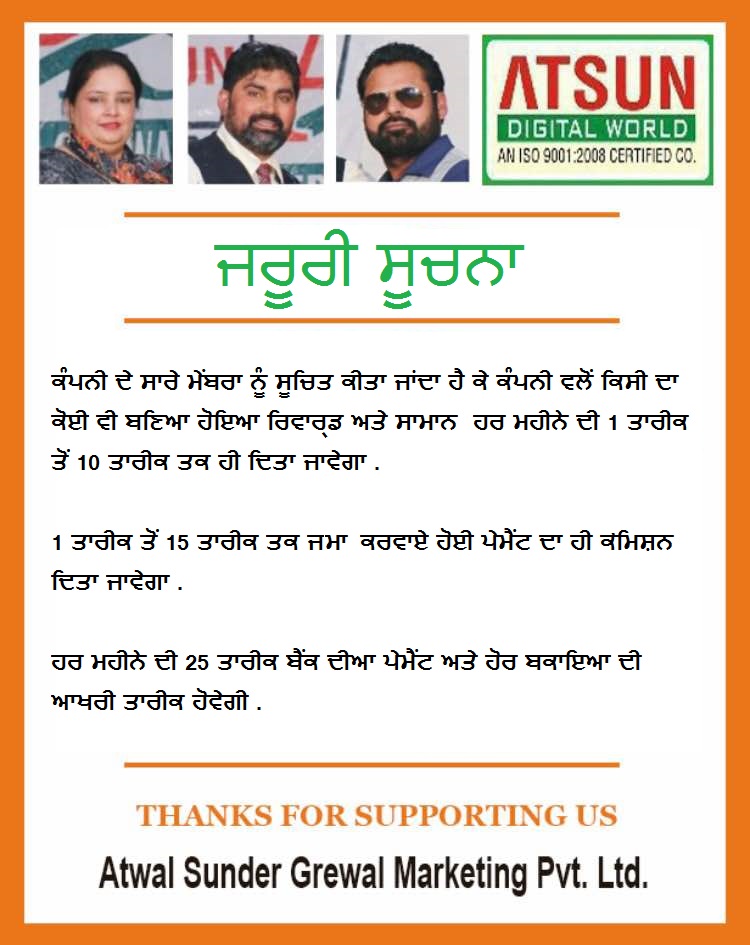 ATSUN
DIGITAL WORLD
AN ISO 9001:2008 CERTIFIED CO.
ਜਰੂਰੀ ਸੂਚਨਾ
ਕੰਪਨੀ ਦੇ ਸਾਰੇ ਮੇਂਬਰਾ ਨੂੰ ਸੂਚਿਤ ਕੀਤਾ ਜਾਂਦਾ ਹੈ ਕੇ ਕੰਪਨੀ ਵਲੋਂ ਕਿਸੀ ਦਾ
ਕੋਈ ਵੀ ਬਣਿਆ ਹੋਇਆ ਰਿਵਾਰ੍ਡ ਅਤੇ ਸਾਮਾਨ ਹਰ ਮਹੀਨੇ ਦੀ 1 ਤਾਰੀਕ
ਤੋਂ 10 ਤਾਰੀਕ ਤਕ ਹੀ ਦਿਤਾ ਜਾਵੇਗਾ .
1 ਤਾਰੀਕ ਤੋਂ 15 ਤਾਰੀਕ ਤਕ ਜਮਾ ਕਰਵਾਏ ਹੋਈ ਪੇਮੈਂਟ ਦਾ ਹੀ ਕਮਿਸ਼ਨ
ਦਿਤਾ ਜਾਵੇਗਾ .
ਹਰ ਮਹੀਨੇ ਦੀ 25 ਤਾਰੀਕ ਬੈਂਕ ਦੀਆ ਪੇਮੈਂਟ ਅਤੇ ਹੋਰ ਬਕਾਇਆ ਦੀ
ਆਖਰੀ ਤਾਰੀਕ ਹੋਵੇਗੀ .
THANKS FOR SUPPORTING US
Atwal Sunder Grewal Marketing Pvt. Ltd.